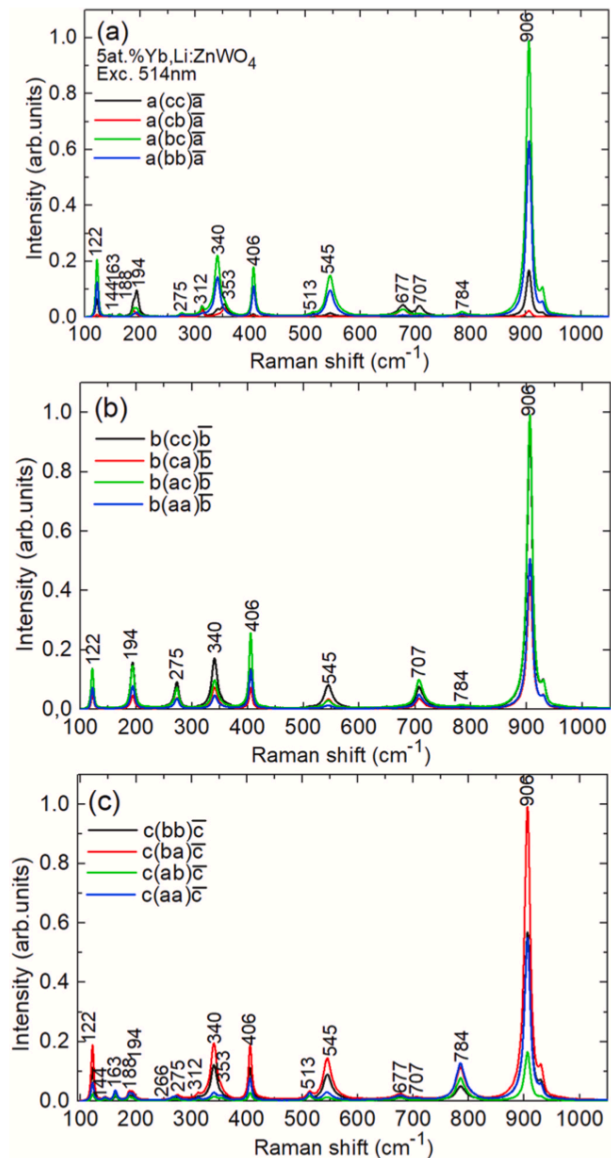 (a)
5at.%Yb,Li:ZnWO₄
Exc. 514nm
a(cc)a̅
a(cb)a̅
a(bc)a̅
a(bb)a̅
Intensity (arb.units)
1.0
0.8
0.6
0.4
0.2
0.0
122
144
163
188
194
275
312
340
353
406
513
545
677
707
784
906
100 200 300 400 500 600 700 800 900 1000
Raman shift (cm⁻¹)
(b)
b(cc)b̅
b(ca)b̅
b(ac)b̅
b(aa)b̅
Intensity (arb.units)
1.0
0.8
0.6
0.4
0.2
0,0
122
194
275
340
406
545
707
784
906
100 200 300 400 500 600 700 800 900 1000
Raman shift (cm⁻¹)
(c)
c(bb)c̅
c(ba)c̅
c(ab)c̅
c(aa)c̅
Intensity (arb.units)
1.0
0.8
0.6
0.4
0.2
0.0
122
144
163
188
194
266
275
312
340
353
406
513
545
677
707
784
906
100 200 300 400 500 600 700 800 900 1000
Raman shift (cm⁻¹)